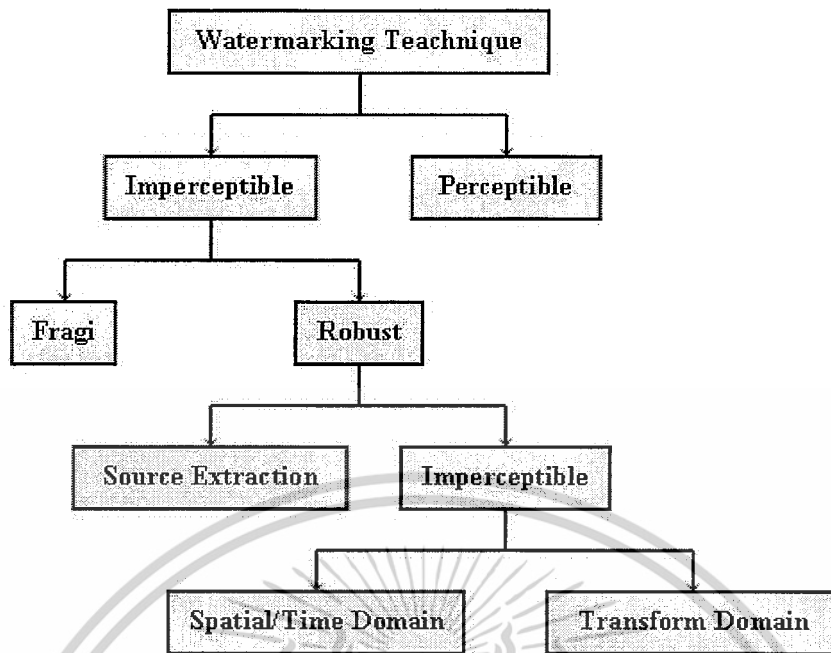 Watermarking Teachnique
Imperceptible
Perceptible
Fragi
Robust
Source Extraction
Imperceptible
Spatial/Time Domain
Transform Domain